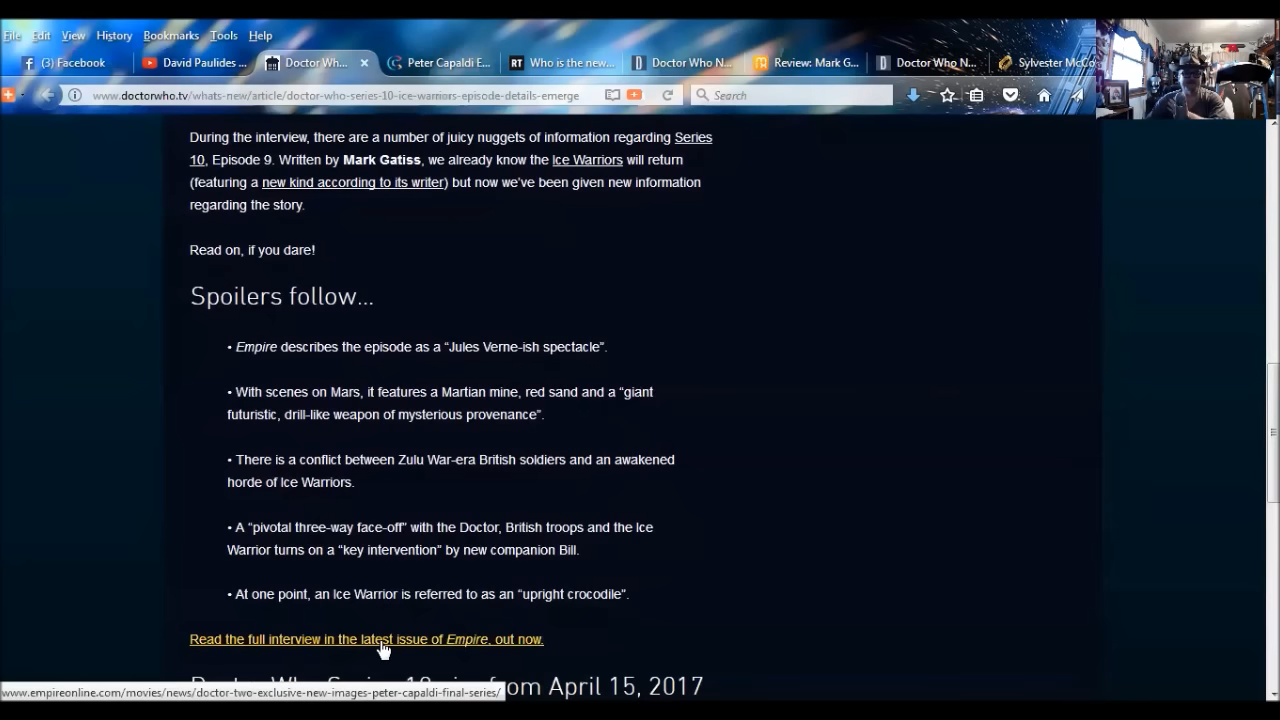 File Edit View History Bookmarks Tools Help
(3) Facebook David Paulides ... Doctor Wh... Peter Capaldi E... RT Who is the new... Doctor Who N... Review: Mark G... Doctor Who N... Sylvester McCo
www.doctorwho.tv/whats-new/article/doctor-who-series-10-ice-warriors-episode-details-emerge Search
During the interview, there are a number of juicy nuggets of information regarding Series
10, Episode 9. Written by Mark Gatiss, we already know the Ice Warriors will return
(featuring a new kind according to its writer) but now we've been given new information
regarding the story.
Read on, if you dare!
Spoilers follow...
• Empire describes the episode as a “Jules Verne-ish spectacle”.
• With scenes on Mars, it features a Martian mine, red sand and a “giant
futuristic, drill-like weapon of mysterious provenance”.
• There is a conflict between Zulu War-era British soldiers and an awakened
horde of Ice Warriors.
• A “pivotal three-way face-off” with the Doctor, British troops and the Ice
Warrior turns on a “key intervention” by new companion Bill.
• At one point, an Ice Warrior is referred to as an “upright crocodile”.
Read the full interview in the latest issue of Empire, out now.
from April 15, 2017
www.empireonline.com/movies/news/doctor-two-exclusive-new-images-peter-capaldi-final-series/